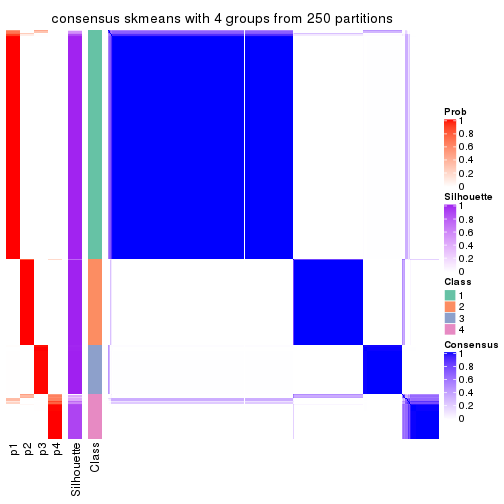 consensus skmeans with 4 groups from 250 partitions
Prob
1
0.8
0.6
0.4
0.2
0
Silhouette
1
0.8
0.6
0.4
0.2
0
Class
1
2
3
4
Consensus
1
0.8
0.6
0.4
0.2
0
p1
p2
p3
p4
Silhouette
Class